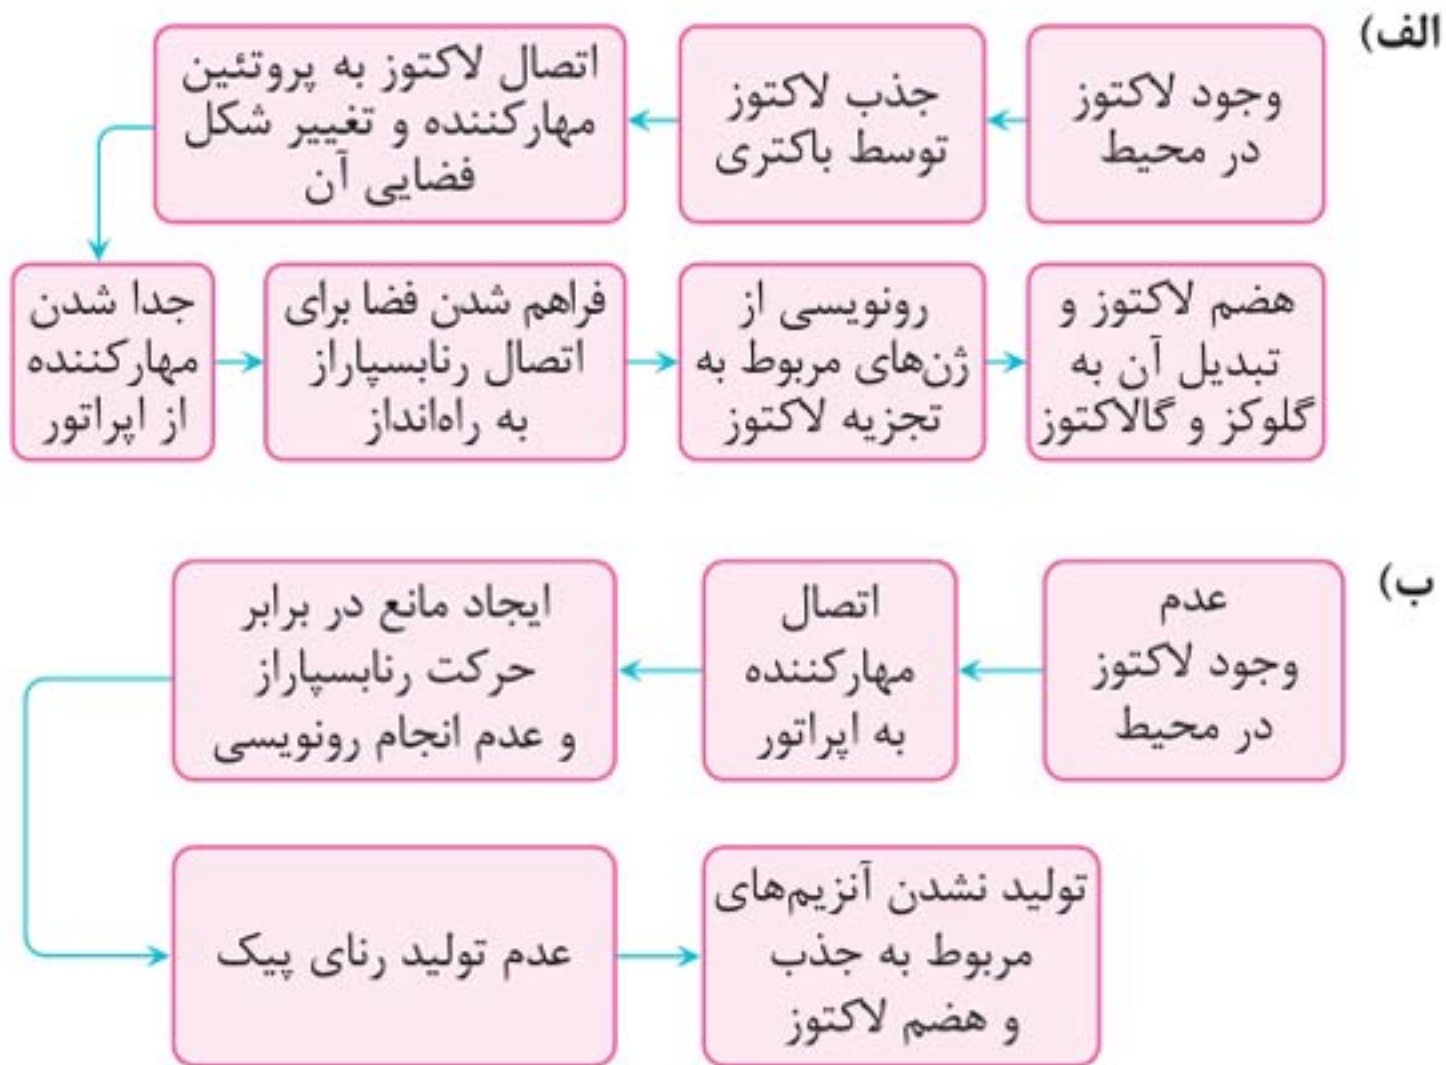 الف)
وجود لاکتوز
در محیط
جذب لاکتوز
توسط باکتری
اتصال لاکتوز به پروتئین
مهارکننده و تغییر شکل
فضایی آن
جدا شدن
مهارکننده
از اپراتور
فراهم شدن فضا برای
اتصال رنابسپاراز
به راه‌انداز
رونویسی از
ژن‌های مربوط به
تجزیه لاکتوز
هضم لاکتوز و
تبدیل آن به
گلوکز و گالاکتوز
ب)
عدم
وجود لاکتوز
در محیط
اتصال
مهارکننده
به اپراتور
ایجاد مانع در برابر
حرکت رنابسپاراز
و عدم انجام رونویسی
عدم تولید رنای پیک
تولید نشدن آنزیم‌های
مربوط به جذب
و هضم لاکتوز